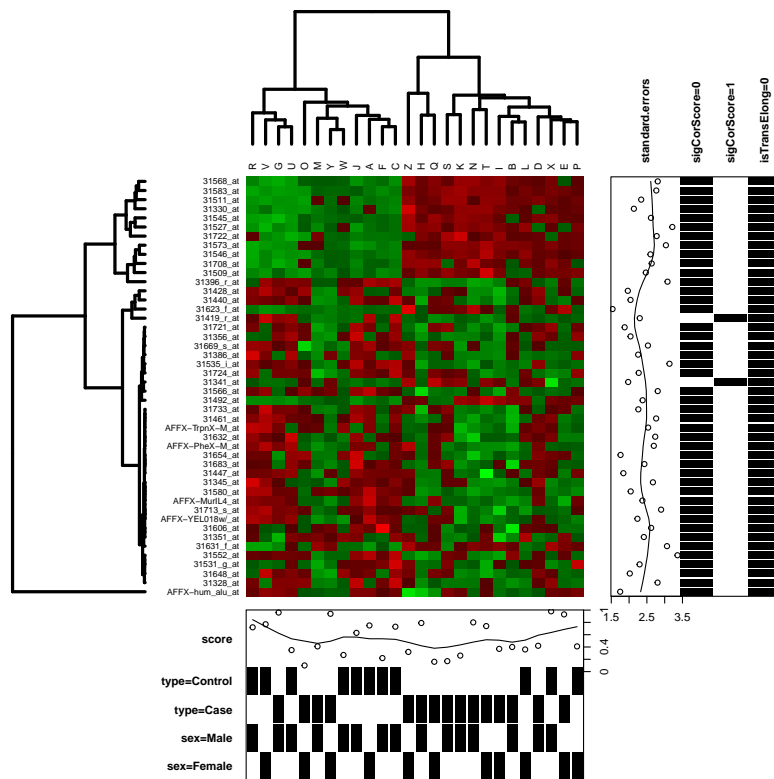 standard.errors
sigCorScore=0
sigCorScore=1
isTransElong=0
R V G U O M Y W J A F C Z H Q S K N T I B L D X E P
31568_at
31583_at
31511_at
31330_at
31545_at
31527_at
31722_at
31573_at
31546_at
31708_at
31509_at
31396_r_at
31428_at
31440_at
31623_f_at
31419_r_at
31721_at
31356_at
31669_s_at
31386_at
31535_i_at
31724_at
31341_at
31566_at
31492_at
31733_at
31461_at
AFFX-TrpnX-M_at
31632_at
AFFX-PheX-M_at
31654_at
31683_at
31447_at
31345_at
31580_at
AFFX-MurIL4_at
31713_s_at
AFFX-YEL018w/_at
31606_at
31351_at
31631_f_at
31552_at
31531_g_at
31648_at
31328_at
AFFX-hum_alu_at
1.5 2.5 3.5
score
0 0.4 1
type=Control
type=Case
sex=Male
sex=Female